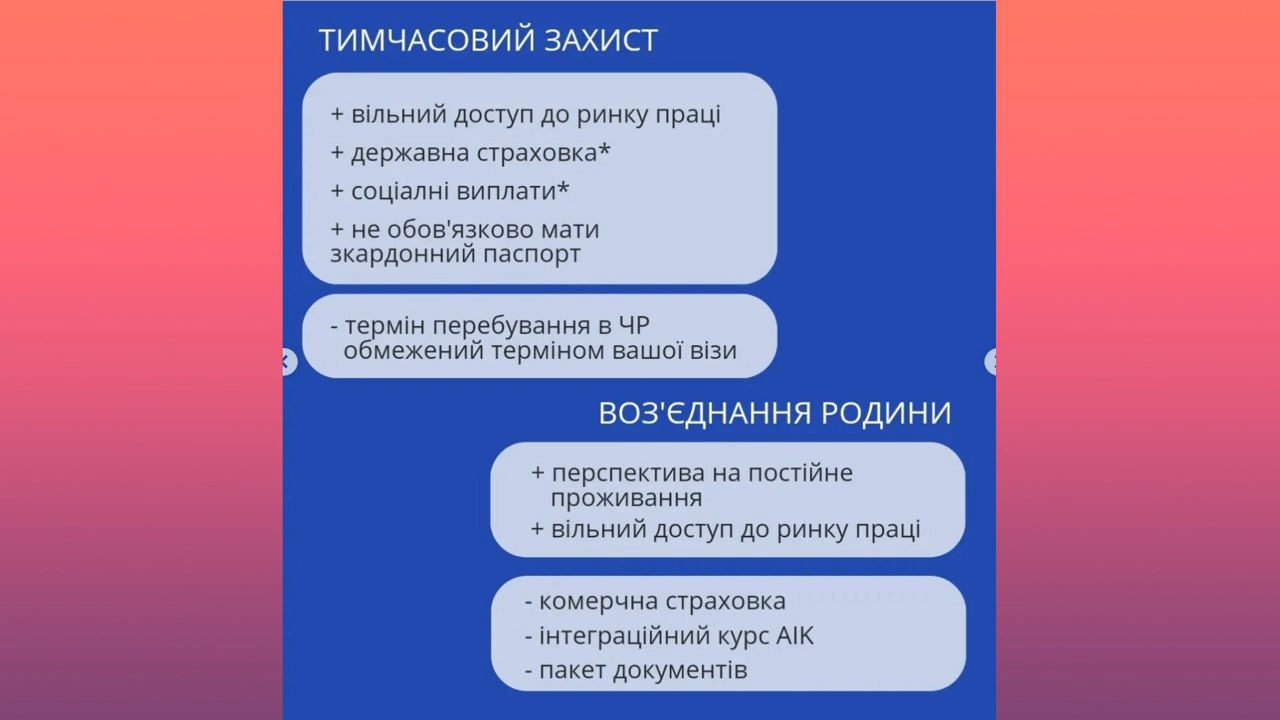 ТИМЧАСОВИЙ ЗАХИСТ
+ вільний доступ до ринку праці
+ державна страховка*
+ соціалні виплати*
+ не обов'язково мати
зкардонний паспорт
- термін перебування в ЧР
обмежений терміном вашої візи
ВОЗ'ЄДНАННЯ РОДИНИ
+ перспектива на постійне
проживання
+ вільний доступ до ринку праці
- комерчна страховка
- інтеграційний курс АІК
- пакет документів